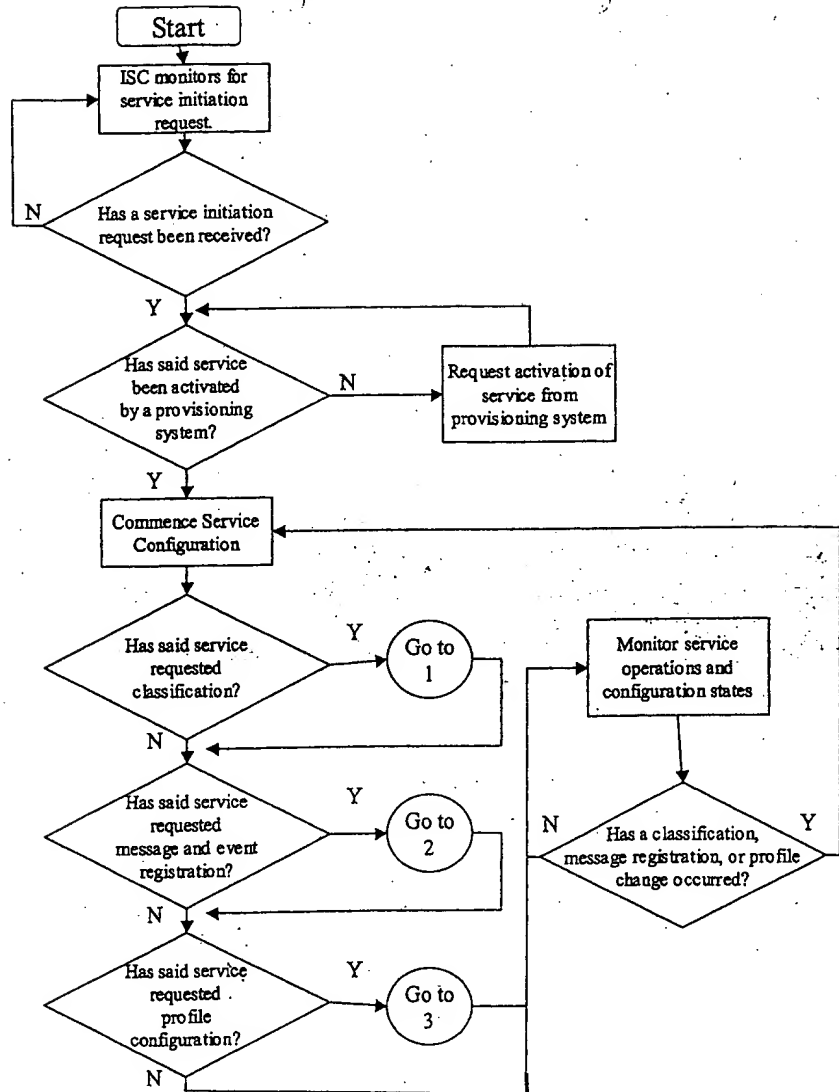 Start
ISC monitors for
service initiation
request.
N
Has a service initiation
request been received?
Y
Has said service
been activated
by a provisioning
system?
N
Request activation of
service from
provisioning system
Y
Commence Service
Configuration
Has said service
requested
classification?
Y
Go to
1
Monitor service
operations and
configuration states
N
Has said service
requested
message and event
registration?
Y
Go to
2
N
Has a classification,
message registration, or profile
change occurred?
Y
N
Has said service
requested
profile
configuration?
Y
Go to
3
N